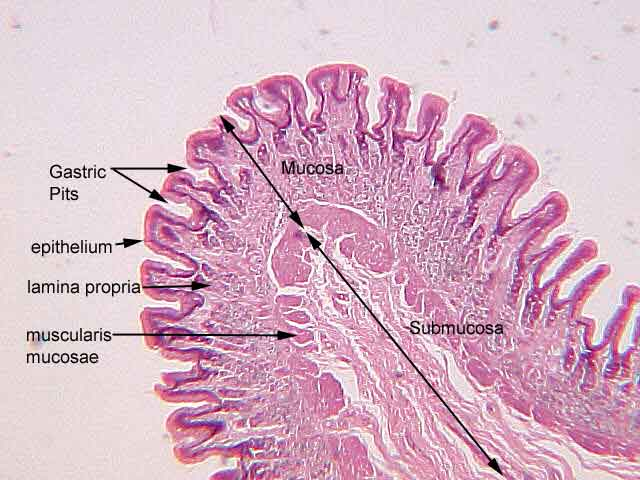 Mucosa
Gastric
Pits
epithelium
lamina propria
Submucosa
muscularis
mucosae